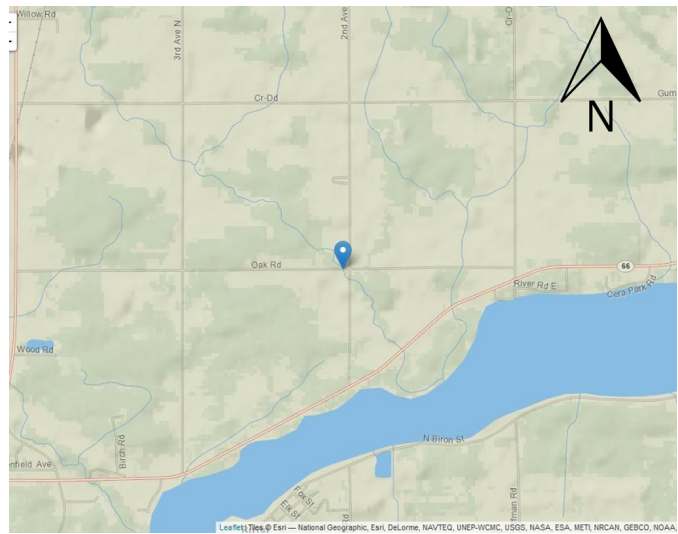 Willow Rd
3rd Ave N
2nd Ave
Cr-O
Cr-Dd
Gum
N
Oak Rd
66
River Rd E
Cera Park Rd
Wood Rd
Birch Rd
nfield Ave
N Biron St
Fox St
Elk St
fman Rd
Rd
Leaflet | Tiles © Esri — National Geographic, Esri, DeLorme, NAVTEQ, UNEP-WCMC, USGS, NASA, ESA, METI, NRCAN, GEBCO, NOAA,